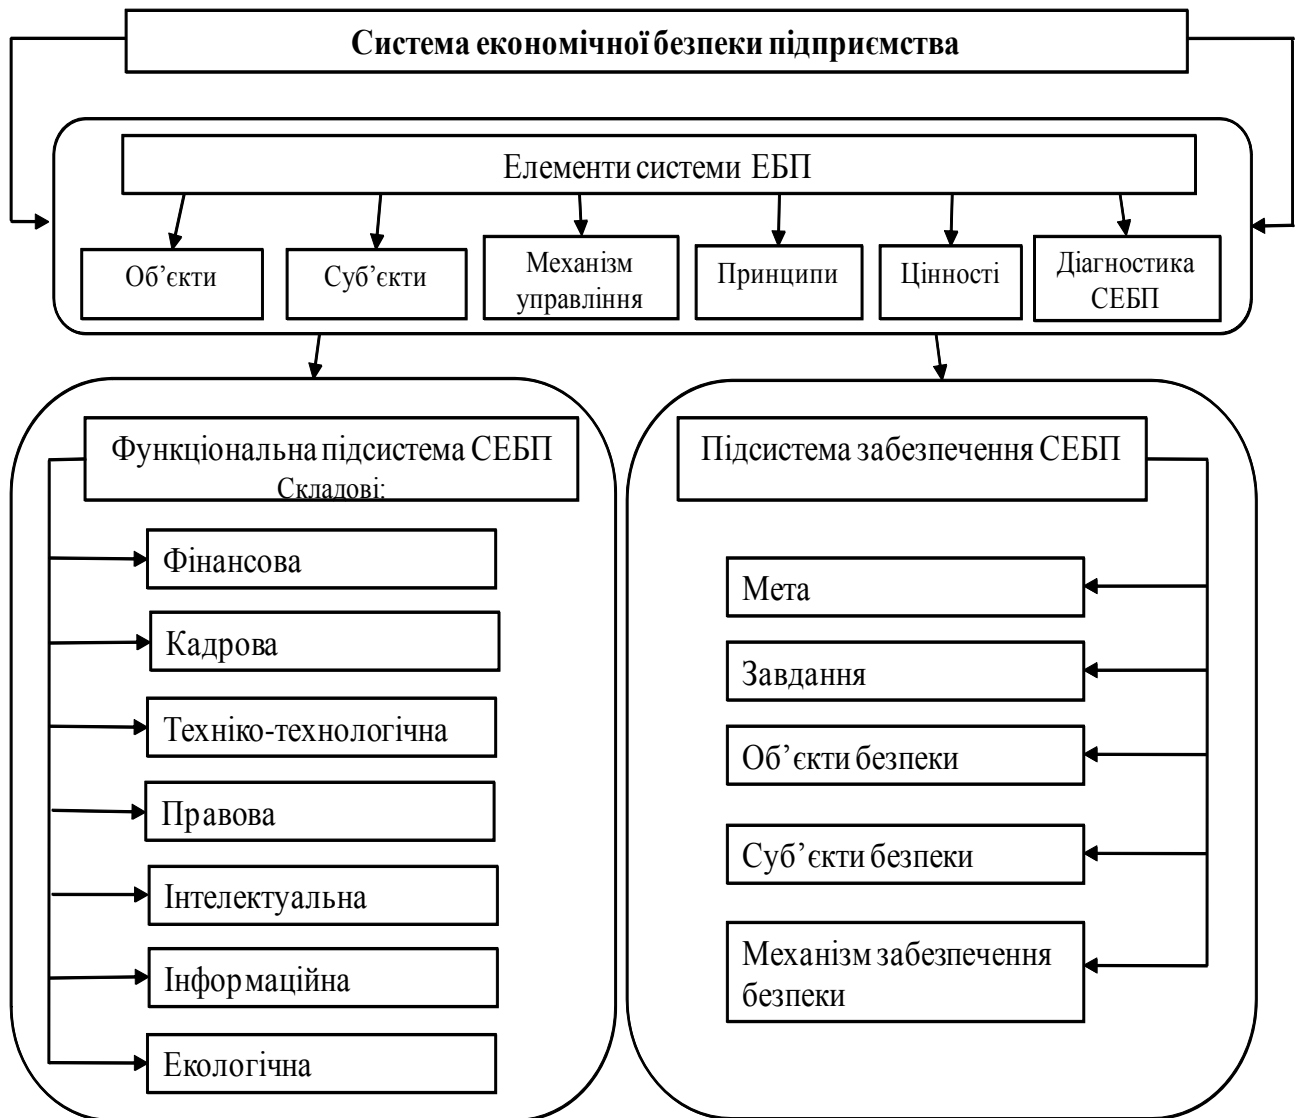 Система економічної безпеки підприємства
Елементи системи ЕБП
Об’єкти
Суб’єкти
Механізм
управління
Принципи
Цінності
Діагностика
СЕБП
Функціональна підсистема СЕБП
Складові:
Фінансова
Кадрова
Техніко-технологічна
Правова
Інтелектуальна
Інформаційна
Екологічна
Підсистема забезпечення СЕБП
Мета
Завдання
Об’єкти безпеки
Суб’єкти безпеки
Механізм забезпечення
безпеки